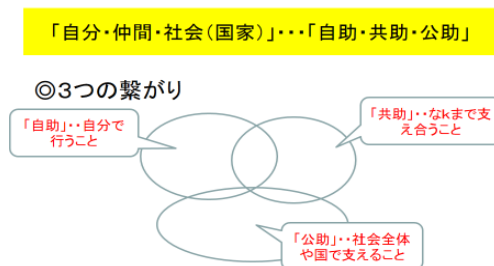 「自分・仲間・社会(国家)」・・・「自助・共助・公助」
◎3つの繋がり
「自助」・・自分で
行うこと
「共助」・・なkまで支
え合うこと
「公助」・・社会全体
や国で支えること